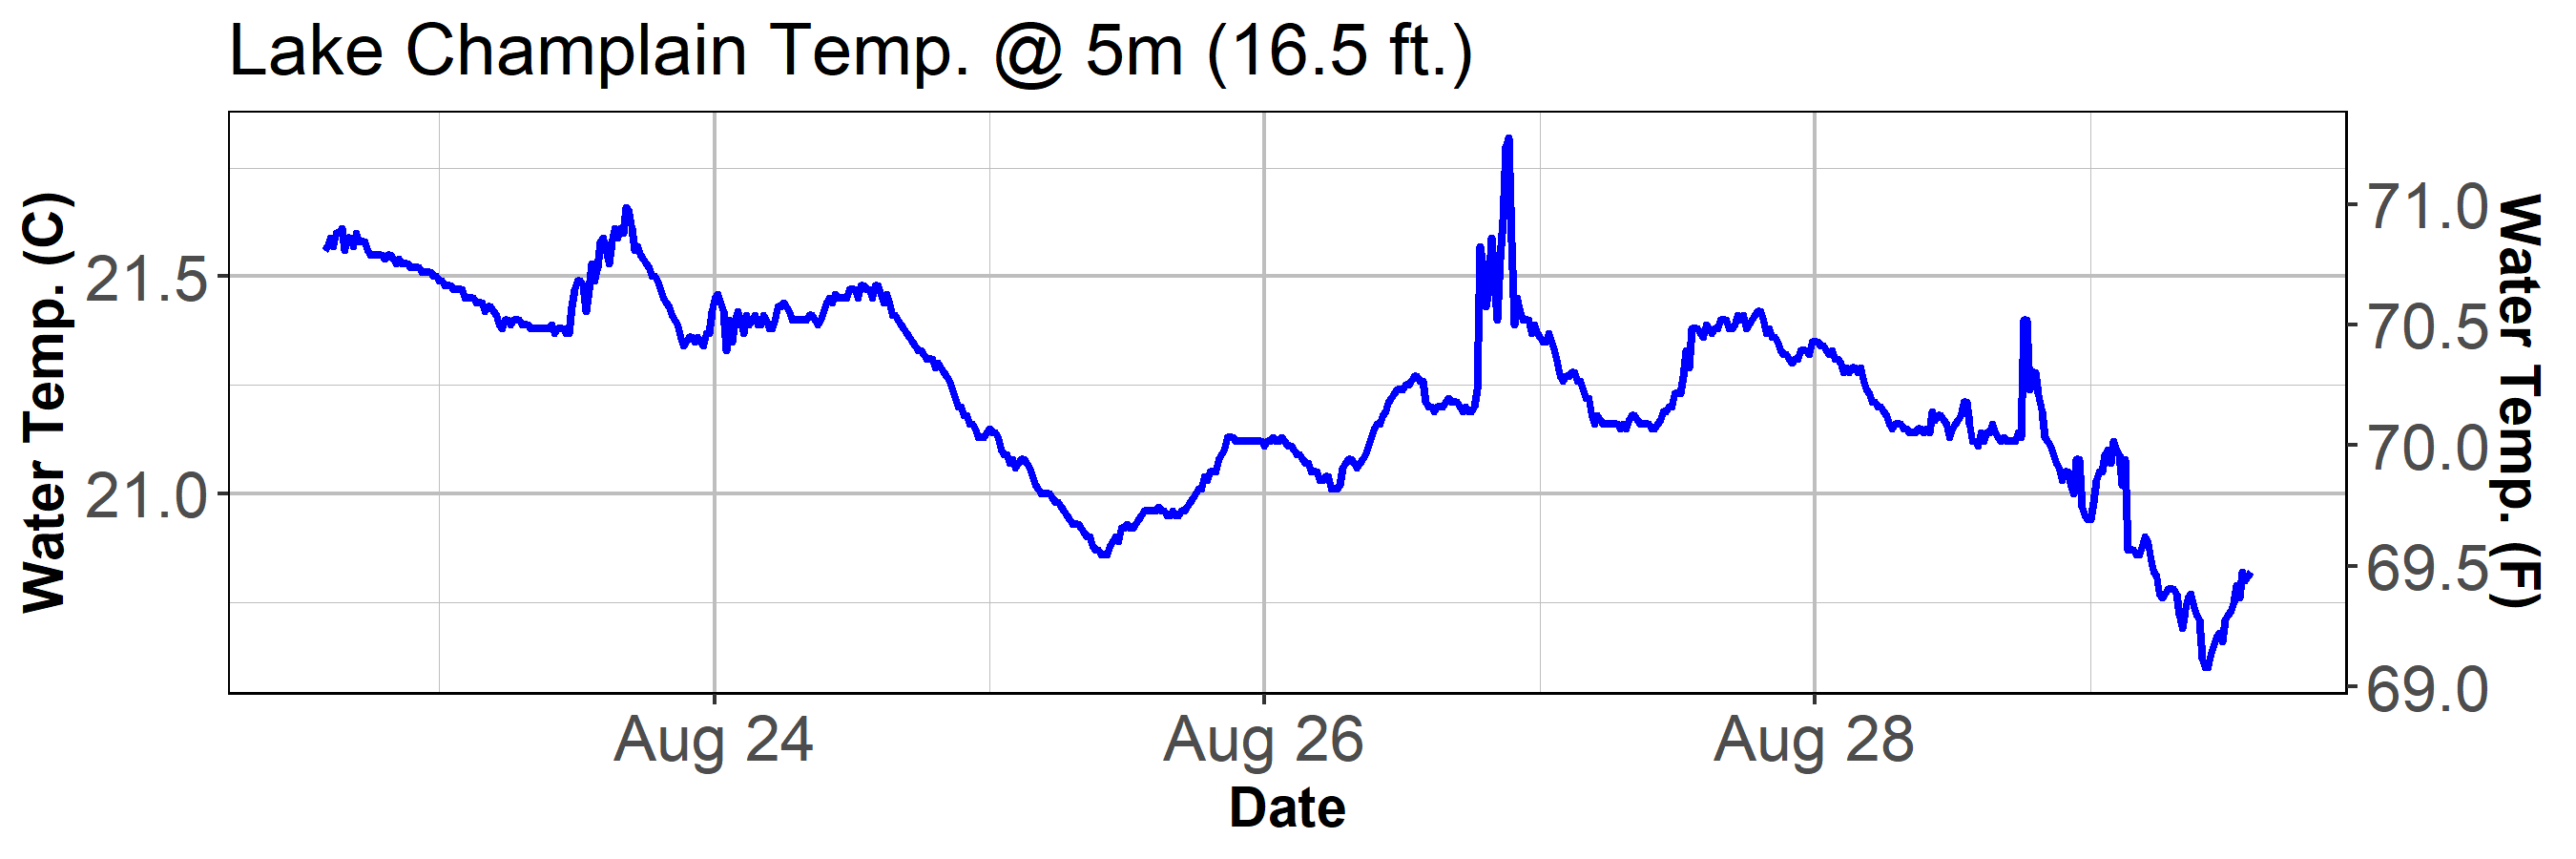 Lake Champlain Temp. @ 5m (16.5 ft.)
Water Temp. (C)
21.5
21.0
71.0
70.5
70.0
69.5
69.0
Water Temp. (F)
Aug 24
Aug 26
Aug 28
Date